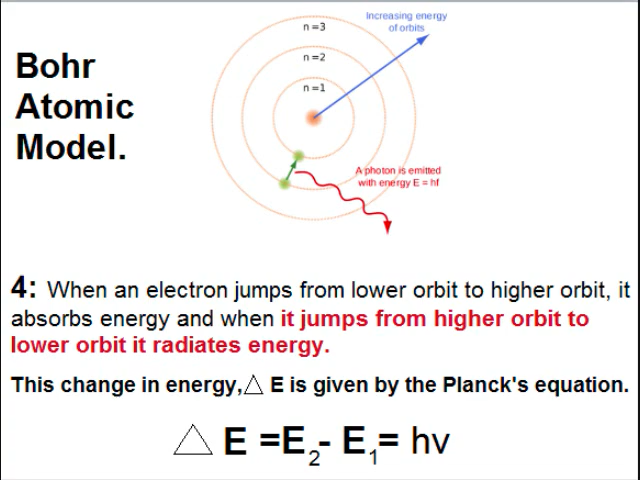 Increasing energy
of orbits
n=3
n=2
n=1
Bohr
Atomic
Model.
A photon is emitted
with energy E = hf
4: When an electron jumps from lower orbit to higher orbit, it
absorbs energy and when it jumps from higher orbit to
lower orbit it radiates energy.
This change in energy,△ E is given by the Planck's equation.
△ E =E₂- E₁= hv